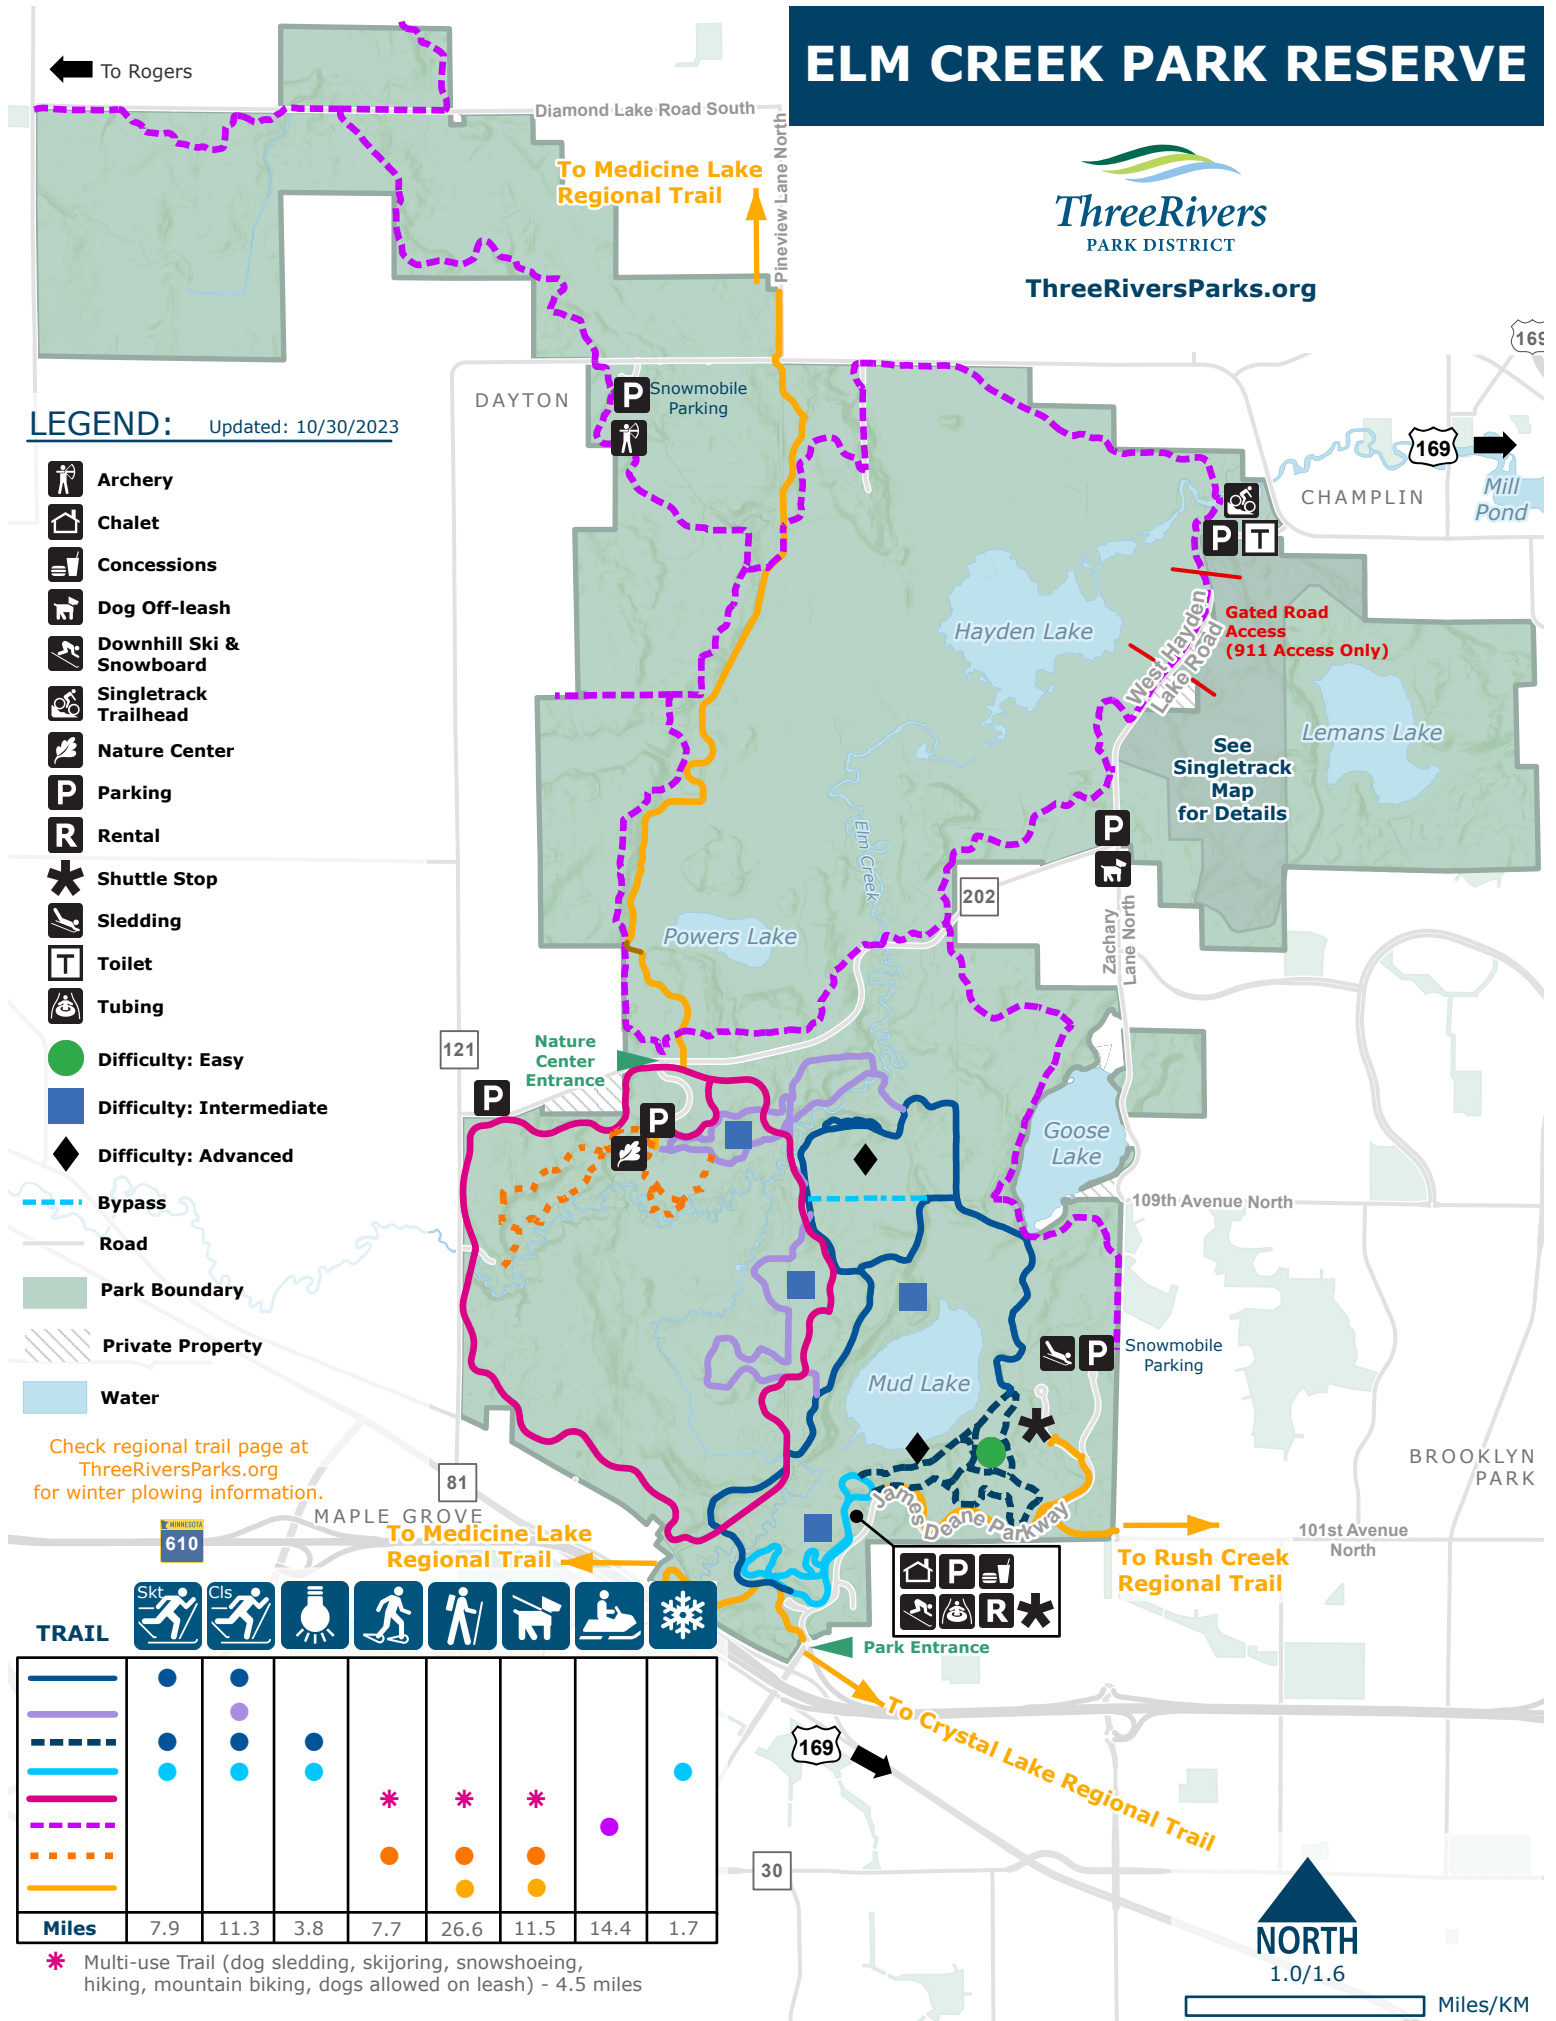 ELM CREEK PARK RESERVE
To Rogers
Diamond Lake Road South
Pineview Lane North
To Medicine Lake
Regional Trail
ThreeRivers
PARK DISTRICT
ThreeRiversParks.org
169
DAYTON
P
Snowmobile
Parking
LEGEND:
Updated: 10/30/2023
169
CHAMPLIN
Mill
Pond
P
T
Archery
Chalet
Concessions
Dog Off-leash
Downhill Ski &
Snowboard
Singletrack
Trailhead
Nature Center
P
Parking
R
Rental
Shuttle Stop
Sledding
T
Toilet
Tubing
Difficulty: Easy
Difficulty: Intermediate
Difficulty: Advanced
Bypass
Road
Park Boundary
Private Property
Water
Check regional trail page at
ThreeRiversParks.org
for winter plowing information.
Hayden Lake
West Hayden
Lake Road
Gated Road
Access
(911 Access Only)
Lemans Lake
See
Singletrack
Map
for Details
Elm Creek
P
202
Powers Lake
Zachary
Lane North
121
Nature
Center
Entrance
P
P
Goose
Lake
109th Avenue North
P
Snowmobile
Parking
Mud Lake
BROOKLYN
PARK
81
MAPLE GROVE
MINNESOTA
610
James Deane Parkway
To Medicine Lake
Regional Trail
101st Avenue
North
To Rush Creek
Regional Trail
P
R
Park Entrance
To Crystal Lake Regional Trail
169
30
TRAIL
Skt
Cls
Miles 7.9 11.3 3.8 7.7 26.6 11.5 14.4 1.7
Multi-use Trail (dog sledding, skijoring, snowshoeing,
hiking, mountain biking, dogs allowed on leash) - 4.5 miles
NORTH
1.0/1.6
Miles/KM